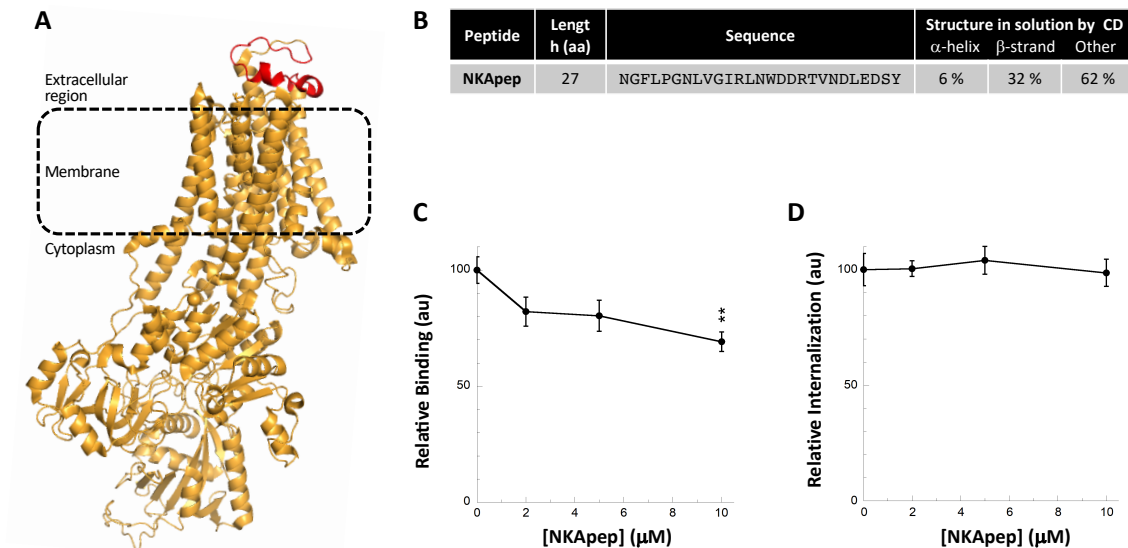 A
Extracellular
region
Membrane
Cytoplasm
B
Peptide Lengt h (aa) Sequence Structure in solution by CD
α-helix β-strand Other
NKApep 27 NGFLPGNLVGIRLNWDDRTVNDLEDSY 6 % 32 % 62 %
C
Relative Binding (au)
100
50
0
**
0 2 4 6 8 10
[NKApep] (μM)
D
Relative Internalization (au)
100
50
0
0 2 4 6 8 10
[NKApep] (μM)